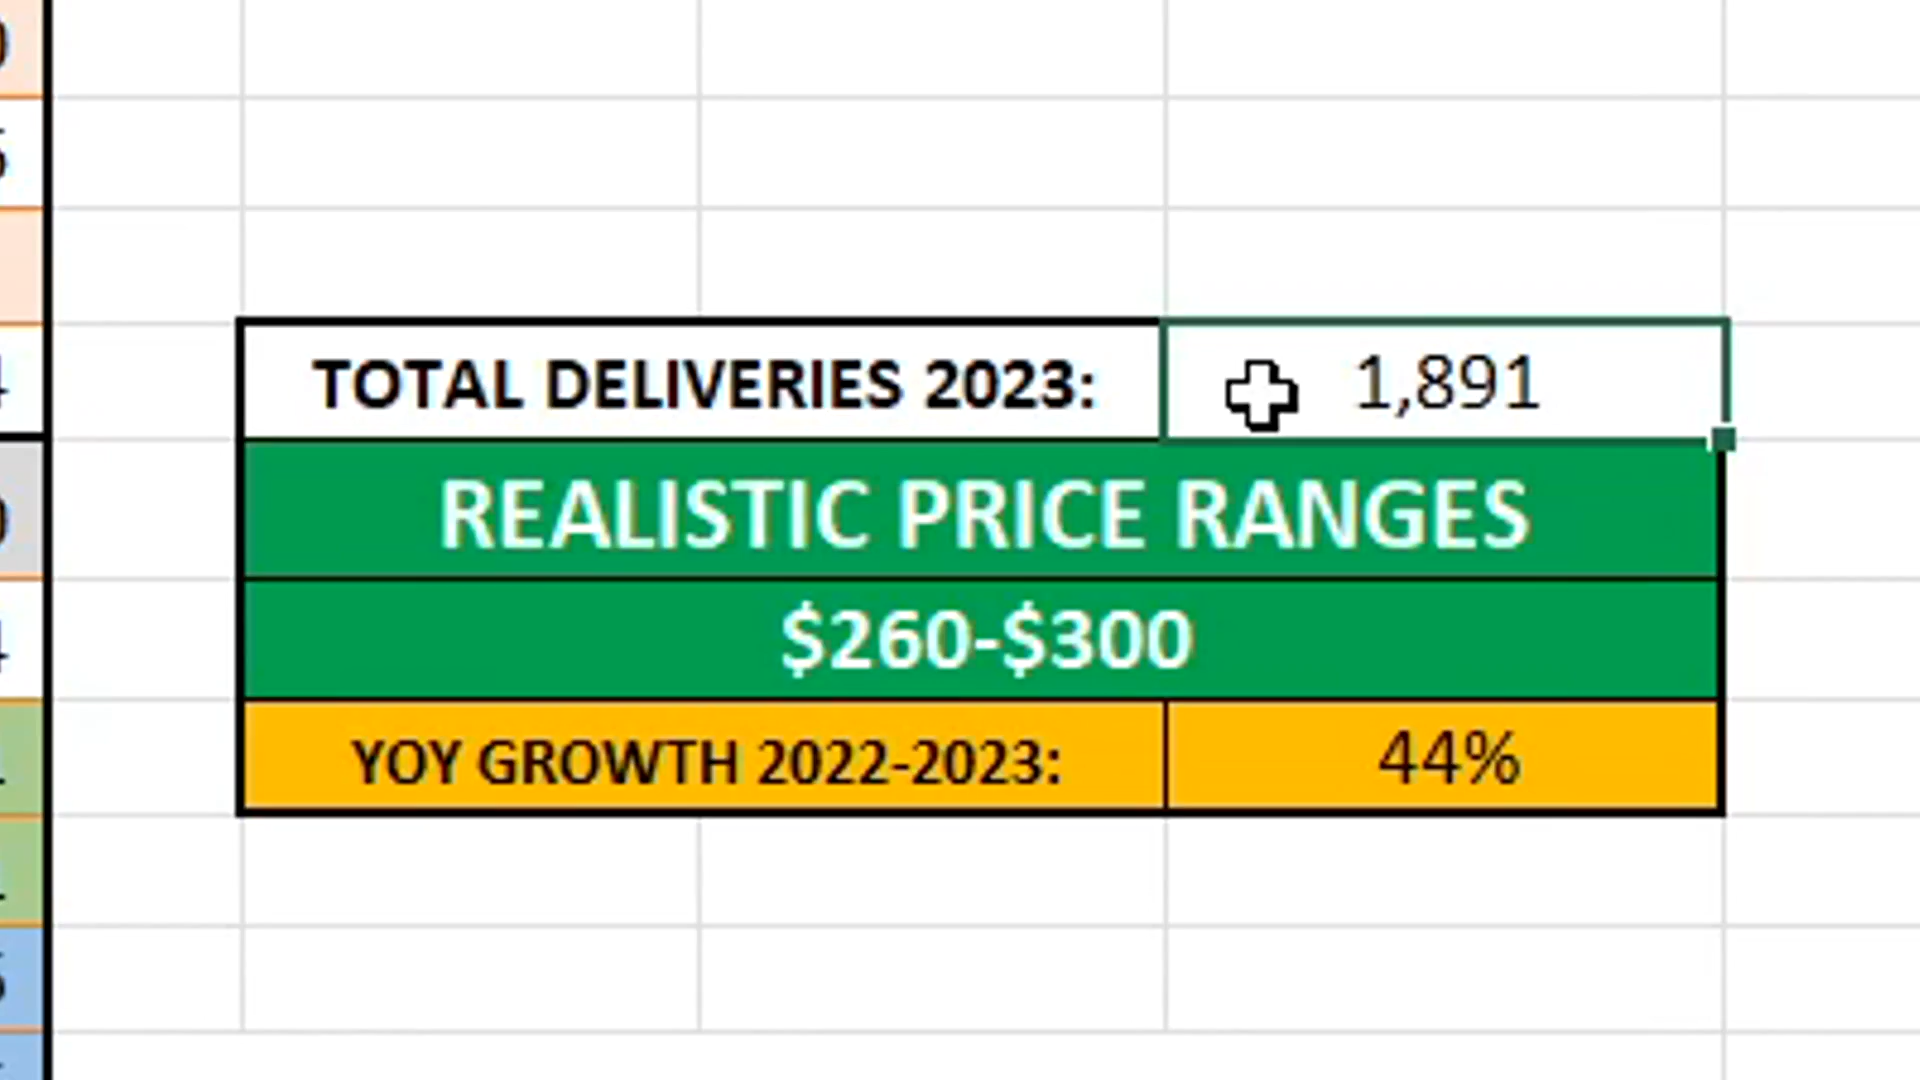 TOTAL DELIVERIES 2023: 1,891
REALISTIC PRICE RANGES
$260-$300
YOY GROWTH 2022-2023: 44%